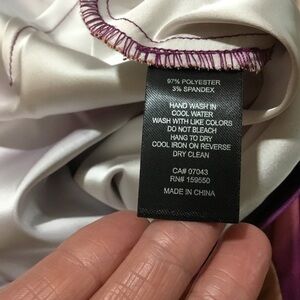 97% POLYESTER
3% SPANDEX
HAND WASH IN
COOL WATER
WASH WITH LIKE COLORS
DO NOT BLEACH
HANG TO DRY
COOL IRON ON REVERSE
DRY CLEAN
CA# 07043
RN# 159550
MADE IN CHINA